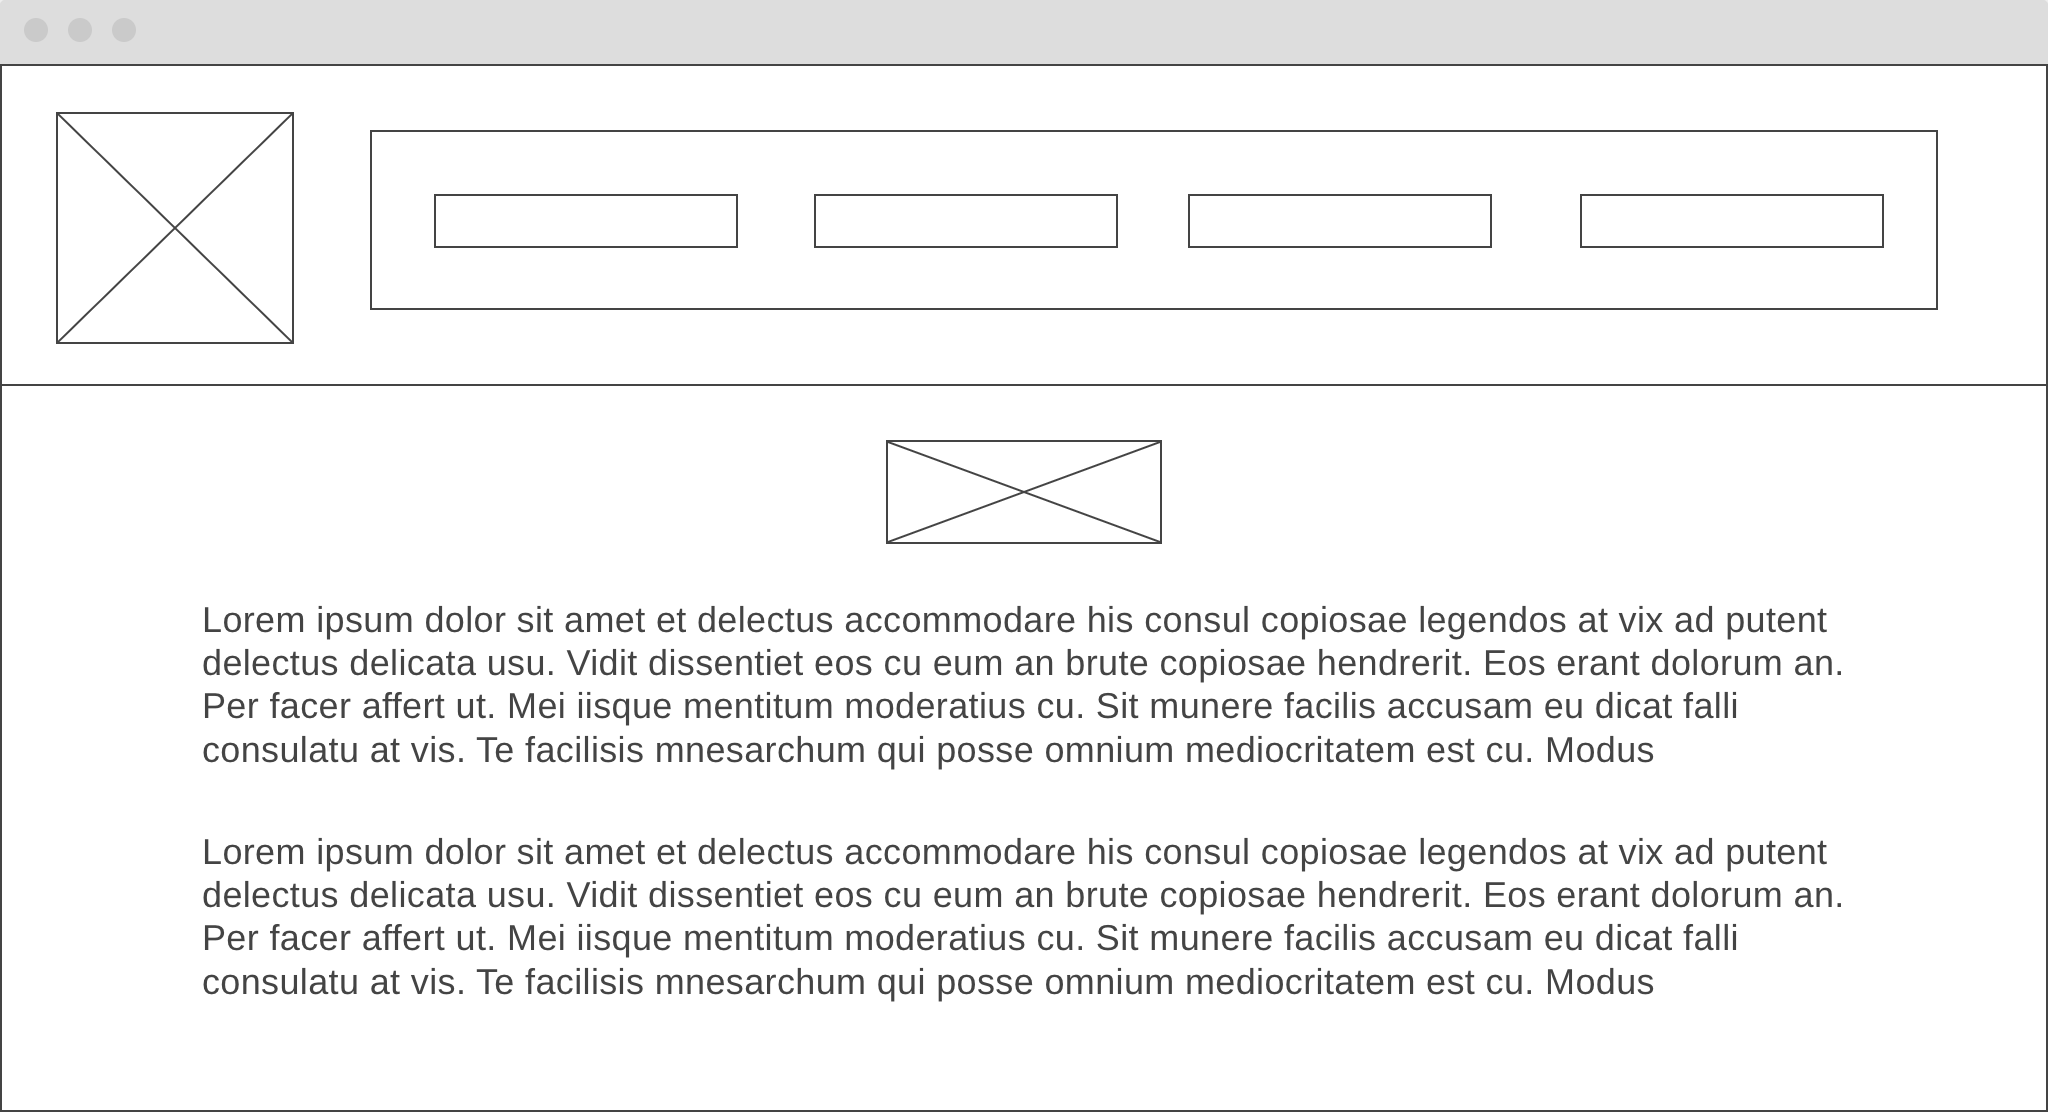 Lorem ipsum dolor sit amet et delectus accommodare his consul copiosae legendos at vix ad putent
delectus delicata usu. Vidit dissentiet eos cu eum an brute copiosae hendrerit. Eos erant dolorum an.
Per facer affert ut. Mei iisque mentitum moderatius cu. Sit munere facilis accusam eu dicat falli
consulatu at vis. Te facilisis mnesarchum qui posse omnium mediocritatem est cu. Modus
Lorem ipsum dolor sit amet et delectus accommodare his consul copiosae legendos at vix ad putent
delectus delicata usu. Vidit dissentiet eos cu eum an brute copiosae hendrerit. Eos erant dolorum an.
Per facer affert ut. Mei iisque mentitum moderatius cu. Sit munere facilis accusam eu dicat falli
consulatu at vis. Te facilisis mnesarchum qui posse omnium mediocritatem est cu. Modus